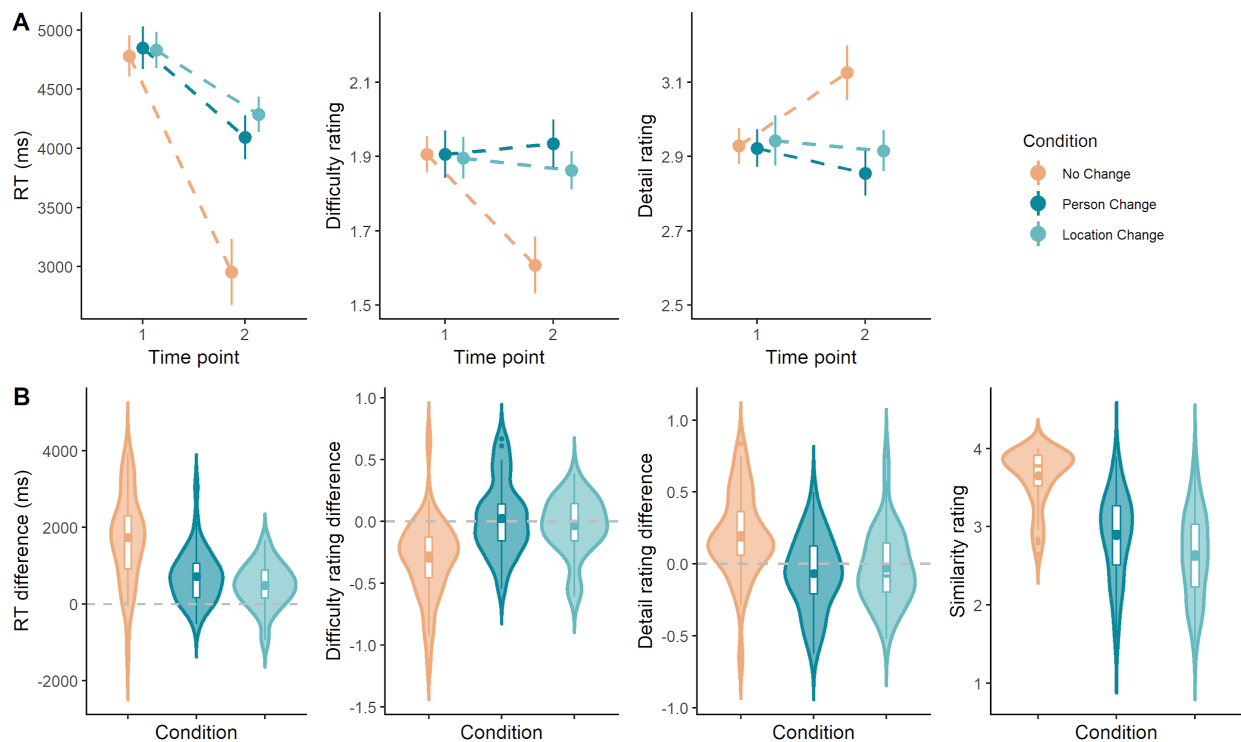 A
RT (ms)
5000
4500
4000
3500
3000
1
2
Time point
Difficulty rating
2.1
1.9
1.7
1.5
1
2
Time point
Detail rating
3.1
2.9
2.7
2.5
1
2
Time point
Condition
No Change
Person Change
Location Change
B
RT difference (ms)
4000
2000
0
-2000
Condition
Difficulty rating difference
1.0
0.5
0.0
-0.5
-1.0
-1.5
Condition
Detail rating difference
1.0
0.5
0.0
-0.5
-1.0
Condition
Similarity rating
4
3
2
1
Condition